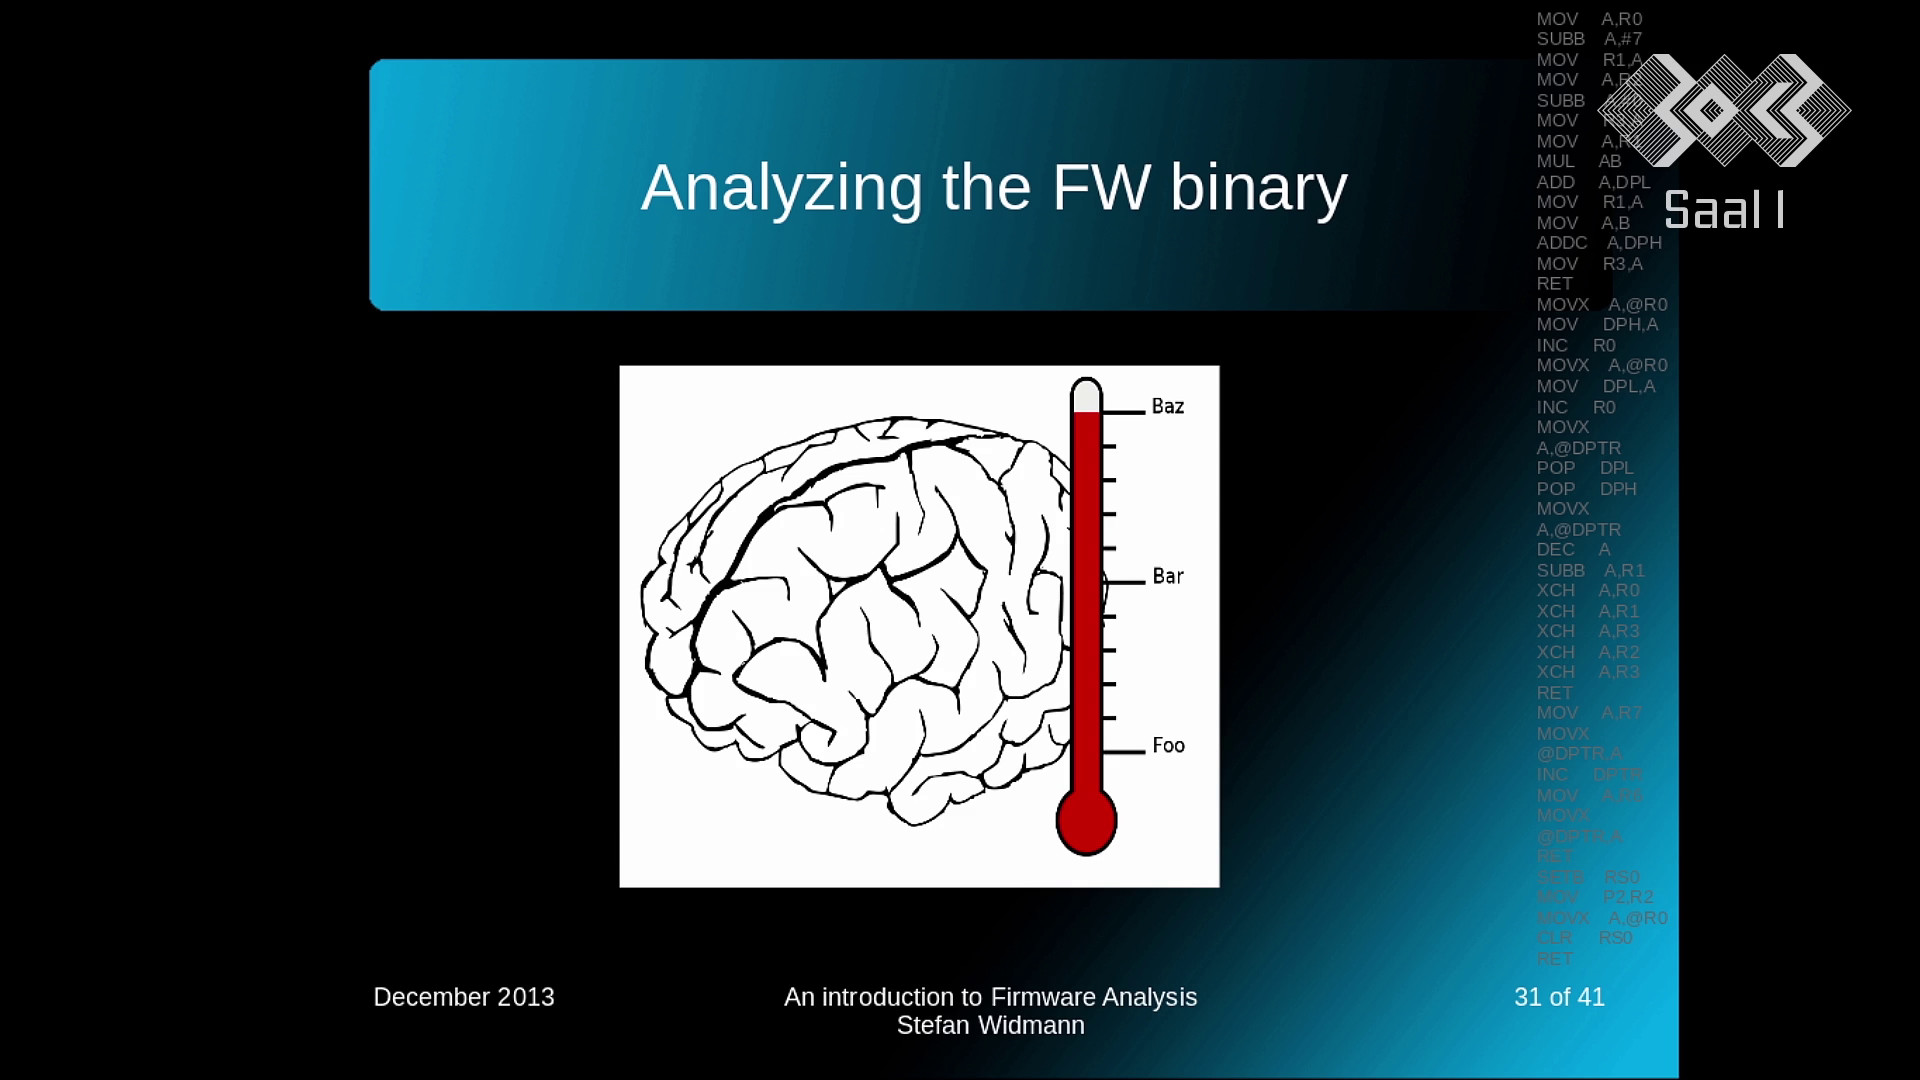 Analyzing the FW binary
Baz
Bar
Foo
December 2013
An introduction to Firmware Analysis
Stefan Widmann
31 of 41
Saal 1
MOV A,R0
SUBB A,#7
MOV R1,A
MOV
SUBB
MOV
MOV
MUL AB
ADD A,DPL
MOV R1,A
MOV A,B
ADDC A,DPH
MOV R3,A
RET
MOVX A,@R0
MOV DPH,A
INC R0
MOVX A,@R0
MOV DPL,A
INC R0
MOVX
A,@DPTR
POP DPL
POP DPH
MOVX
A,@DPTR
DEC A
SUBB A,R1
XCH A,R0
XCH A,R1
XCH A,R3
XCH A,R2
XCH A,R3
RET
MOV A,R7
MOVX
@DPTR,A
INC DPTR
MOV
MOVX
@DPTR,A
RET
SETB RS0
MOV P2,R2
MOVX A,@R0
CLR RS0
RET